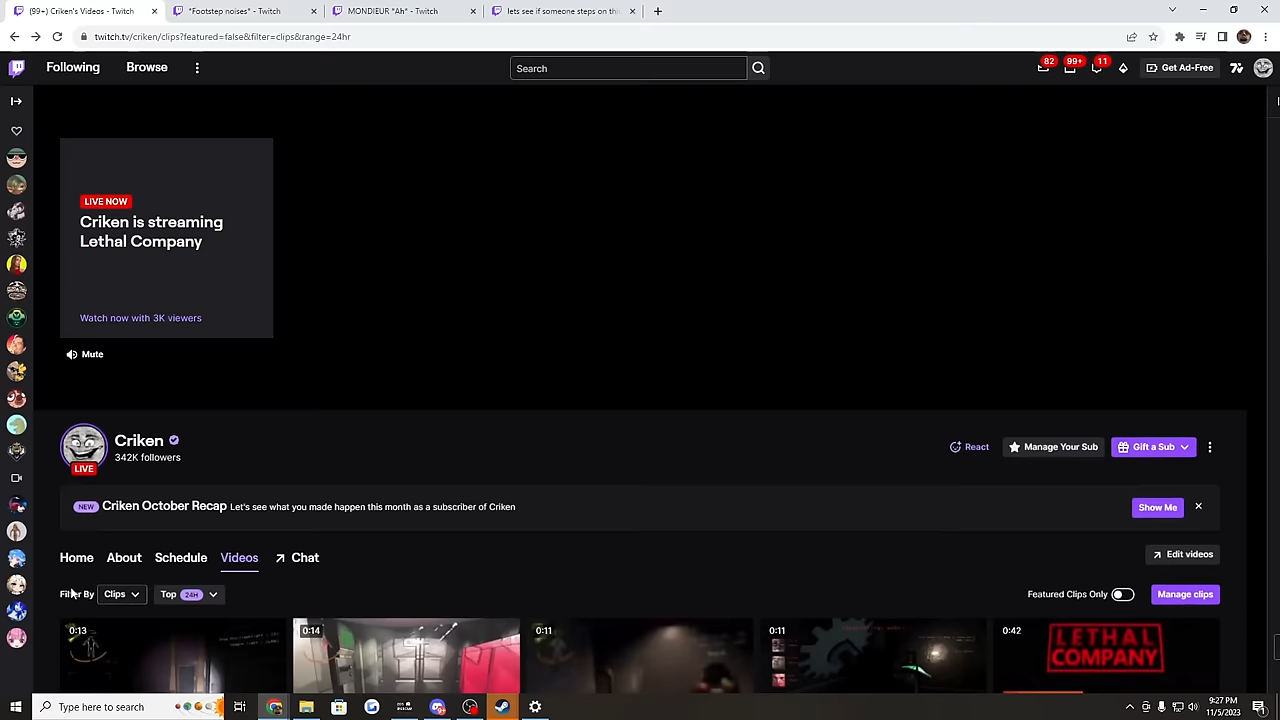 (99+) Criken's Videos - Twitch
*Footstep noises* - Twitch
MONDIEUR *Ah* - Twitch
lets see if someone steps on thi
twitch.tv/criken/clips?featured=false&filter=clips&range=24hr
Following
Browse
Search
82
99+
11
Get Ad-Free
LIVE NOW
Criken is streaming
Lethal Company
Watch now with 3K viewers
Mute
Criken
342K followers
LIVE
React
Manage Your Sub
Gift a Sub
NEW Criken October Recap Let's see what you made happen this month as a subscriber of Criken
Show Me
Home
About
Schedule
Videos
Chat
Edit videos
Filter By
Clips
Top 24H
Featured Clips Only
Manage clips
0:13
0:14
0:11
0:11
0:42
LETHAL
COMPANY
Type here to search
9:27 PM
11/5/2023